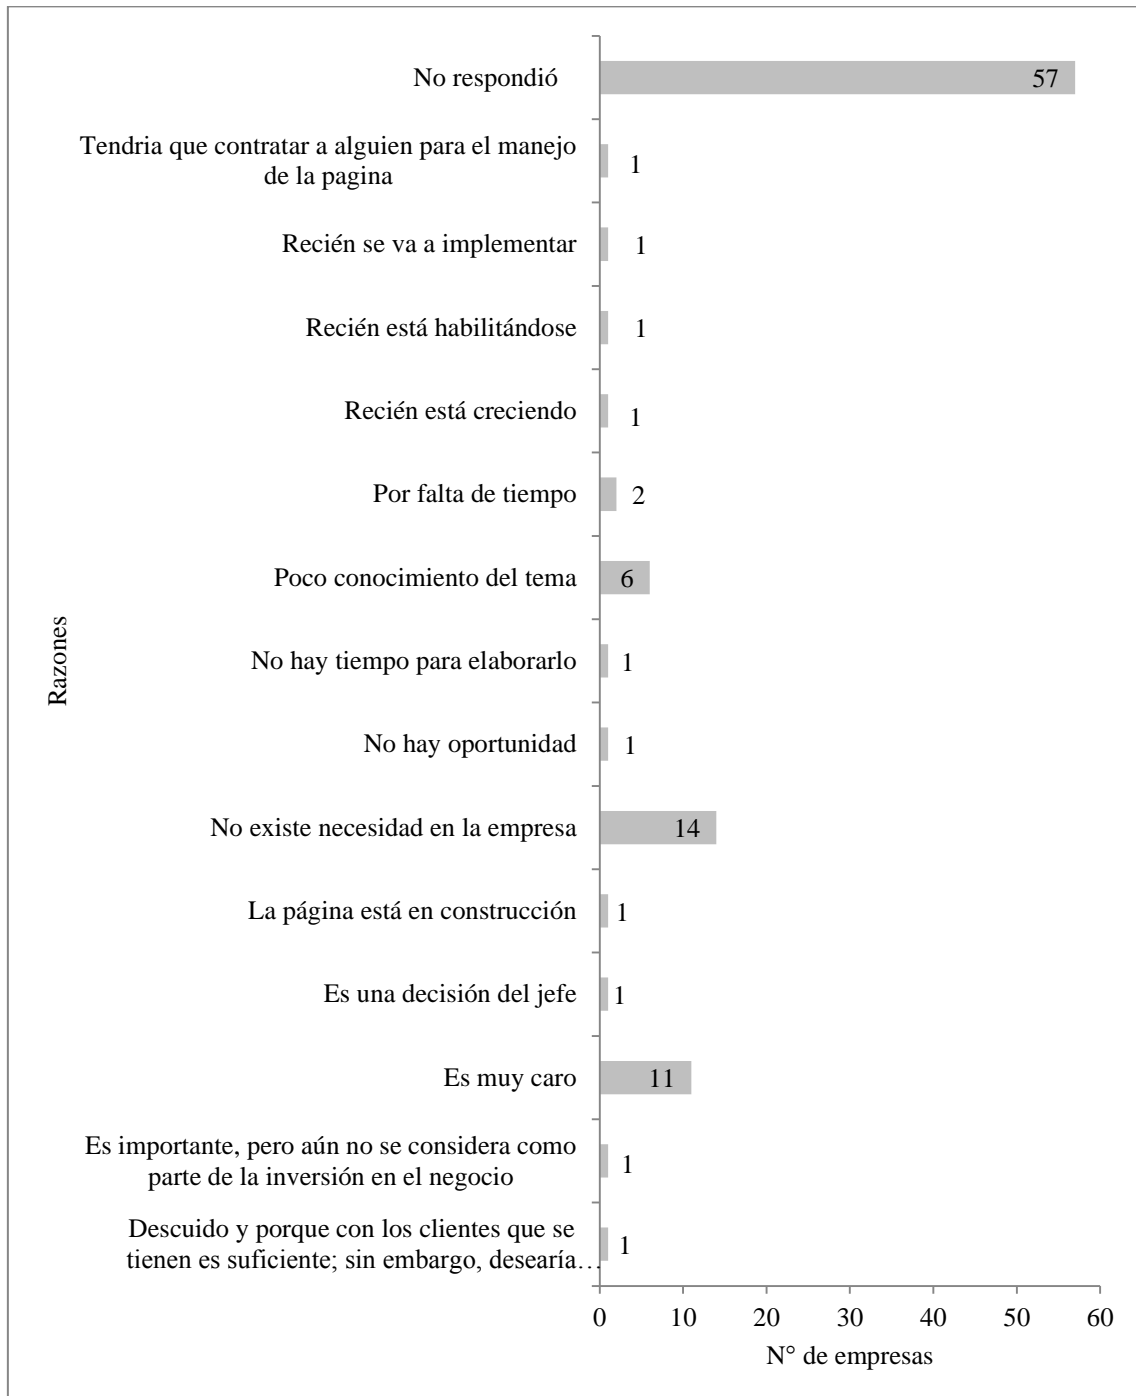 No respondió
57
Tendria que contratar a alguien para el manejo
de la pagina
1
Recién se va a implementar
1
Recién está habilitándose
1
Recién está creciendo
1
Por falta de tiempo
2
Poco conocimiento del tema
6
No hay tiempo para elaborarlo
1
No hay oportunidad
1
No existe necesidad en la empresa
14
La página está en construcción
1
Es una decisión del jefe
1
Es muy caro
11
Es importante, pero aún no se considera como
parte de la inversión en el negocio
1
Descuido y porque con los clientes que se
tienen es suficiente; sin embargo, desearía…
1
Razones
0 10 20 30 40 50 60
N° de empresas